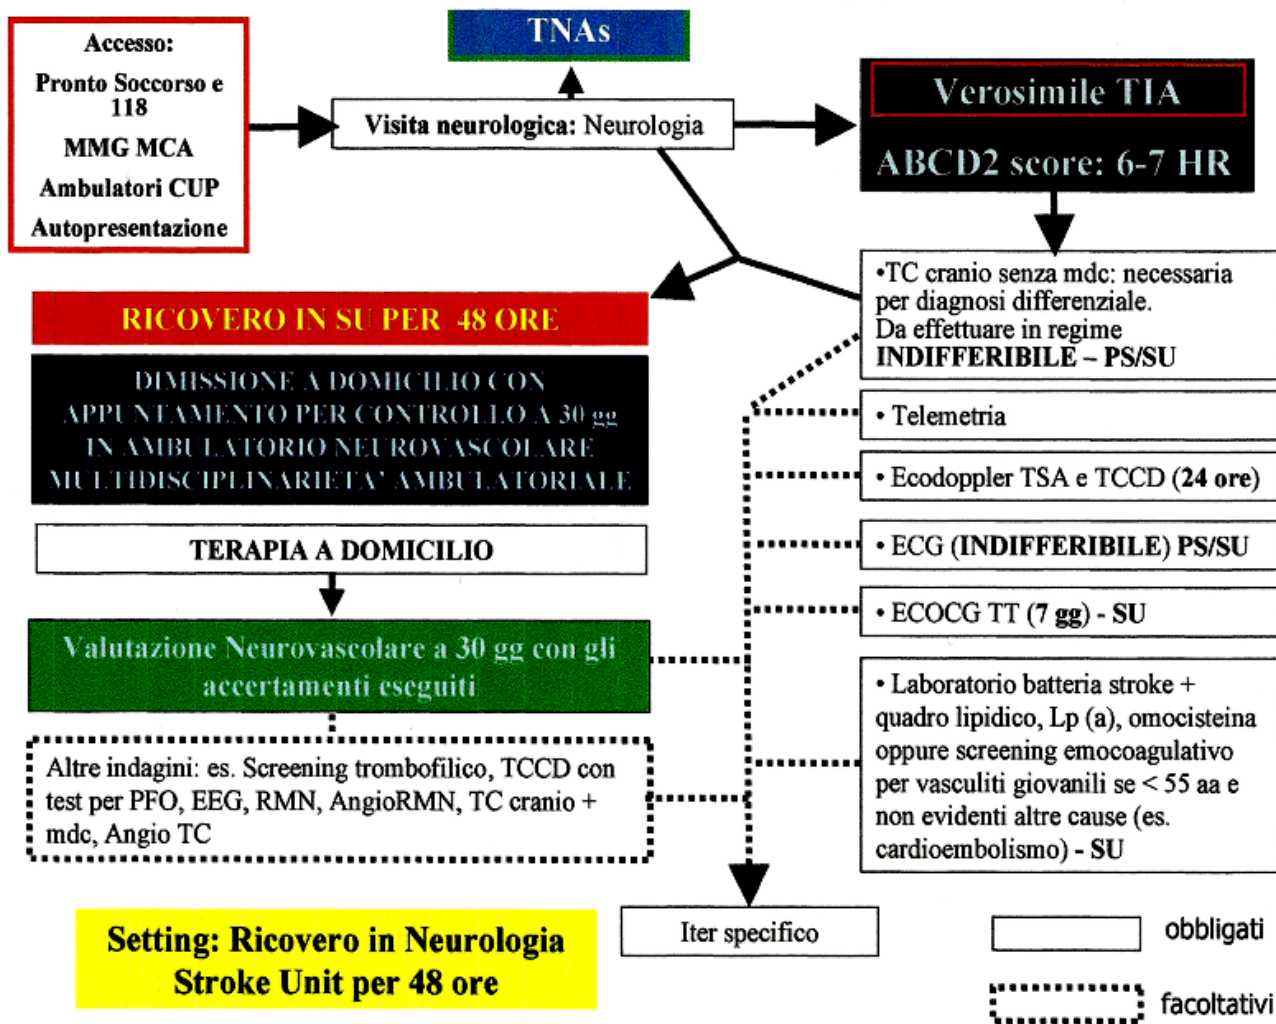 Accesso:
Pronto Soccorso e
118
MMG MCA
Ambulatori CUP
Autopresentazione
TNAs
Visita neurologica: Neurologia
Verosimile TIA
ABCD2 score: 6-7 HR
•TC cranio senza mdc: necessaria
per diagnosi differenziale.
Da effettuare in regime
INDIFFERIBILE – PS/SU
• Telemetria
• Ecodoppler TSA e TCCD (24 ore)
• ECG (INDIFFERIBILE) PS/SU
• ECOCG TT (7 gg) - SU
• Laboratorio batteria stroke +
quadro lipidico, Lp (a), omocisteina
oppure screening emocoagulativo
per vasculiti giovanili se < 55 aa e
non evidenti altre cause (es.
cardioembolismo) - SU
RICOVERO IN SU PER 48 ORE
DIMISSIONE A DOMICILIO CON
APPUNTAMENTO PER CONTROLLO A 30 gg
IN AMBULATORIO NEUROVASCOLARE
MULTIDISCIPLINARIETA' AMBULATORIALE
TERAPIA A DOMICILIO
Valutazione Neurovascolare a 30 gg con gli
accertamenti eseguiti
Altre indagini: es. Screening trombofilico, TCCD con
test per PFO, EEG, RMN, AngioRMN, TC cranio +
mdc, Angio TC
Iter specifico
Setting: Ricovero in Neurologia
Stroke Unit per 48 ore
obbligati
facoltativi